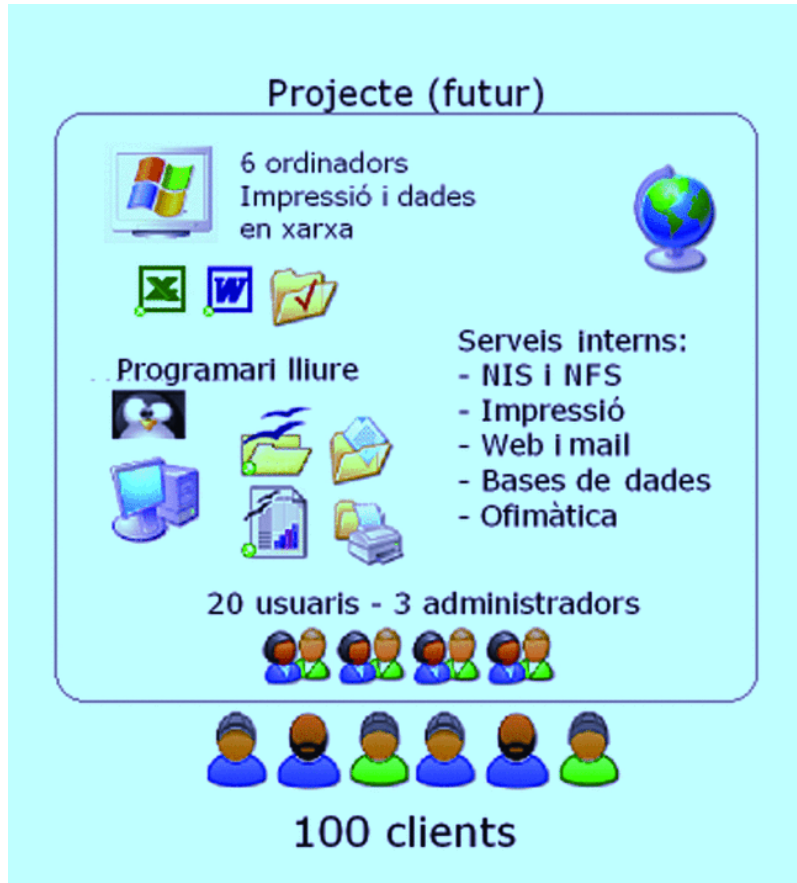 Projecte (futur)
6 ordinadors
Impressió i dades
en xarxa
Programari lliure
Serveis interns:
- NIS i NFS
- Impressió
- Web i mail
- Bases de dades
- Ofimàtica
20 usuaris - 3 administradors
100 clients